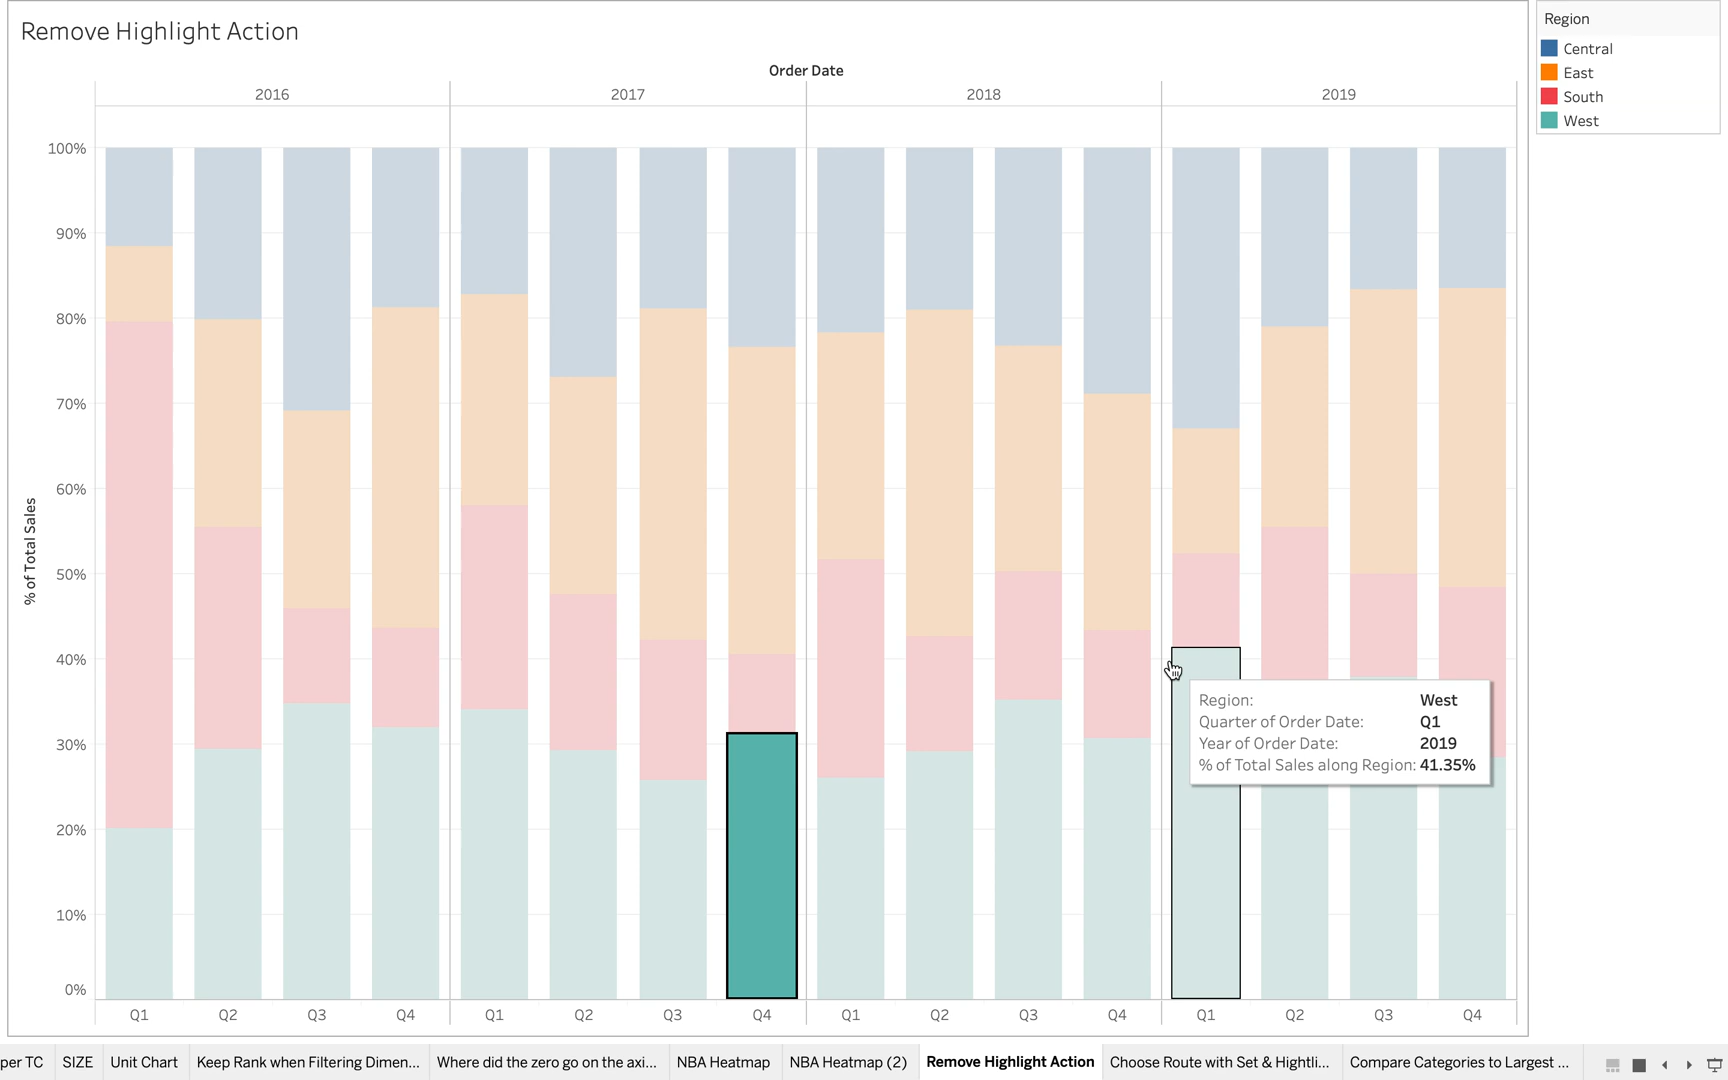 Remove Highlight Action
Region
Central
East
South
West
Order Date
2016 2017 2018 2019
100%
90%
80%
70%
60%
50%
40%
30%
20%
10%
0%
% of Total Sales
Region: West
Quarter of Order Date: Q1
Year of Order Date: 2019
% of Total Sales along Region: 41.35%
Q1 Q2 Q3 Q4 Q1 Q2 Q3 Q4 Q1 Q2 Q3 Q4 Q1 Q2 Q3 Q4
per TC SIZE Unit Chart Keep Rank when Filtering Dimen... Where did the zero go on the axi... NBA Heatmap NBA Heatmap (2) Remove Highlight Action Choose Route with Set & Hightli... Compare Categories to Largest ...